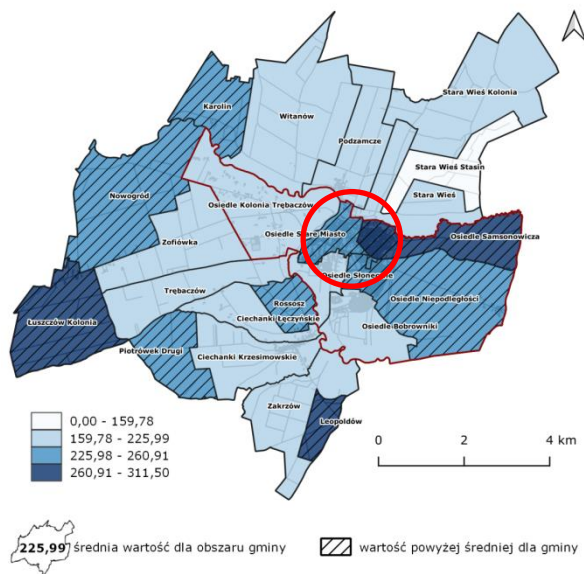 Stara Wieś Kolonia
Karolin
Witanów
Podzamcze
Stara Wieś Stasin
Nowogród
Stara Wieś
Osiedle Kolonia Trębaczów
Osiedle Stare Miasto
Osiedle Samsonowicza
Zofiówka
Osiedle Słoneczne
Trębaczów
Osiedle Niepodległości
Rossosz
Łuszczów Kolonia
Ciechanki Łęczyńskie
Osiedle Bobrowniki
Piotrówek Drugi
Ciechanki Krzesimowskie
Zakrzów
Leopoldów
0,00 - 159,78
159,78 - 225,99
225,98 - 260,91
260,91 - 311,50
0 2 4 km
225,99 średnia wartość dla obszaru gminy
wartość powyżej średniej dla gminy